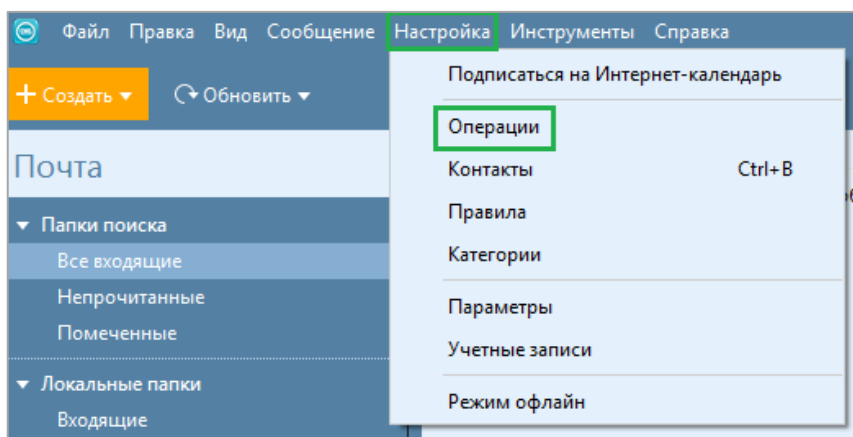 Файл Правка Вид Сообщение Настройка Инструменты Справка
Создать Обновить
Подписаться на Интернет-календарь
Операции
Контакты Ctrl+B
Правила
Категории
Параметры
Учетные записи
Режим офлайн
Почта
Папки поиска
Все входящие
Непрочитанные
Помеченные
Локальные папки
Входящие